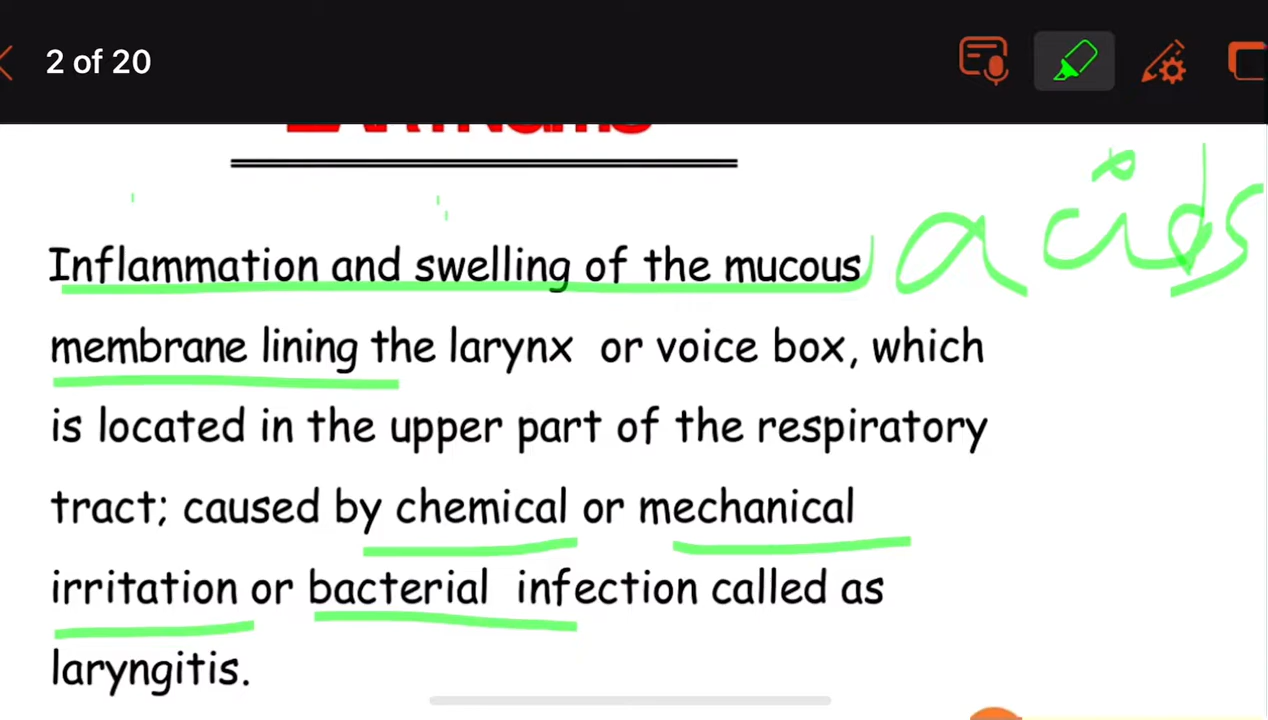 2 of 20
Inflammation and swelling of the mucous
acids
membrane lining the larynx or voice box, which
is located in the upper part of the respiratory
tract; caused by chemical or mechanical
irritation or bacterial infection called as
laryngitis.